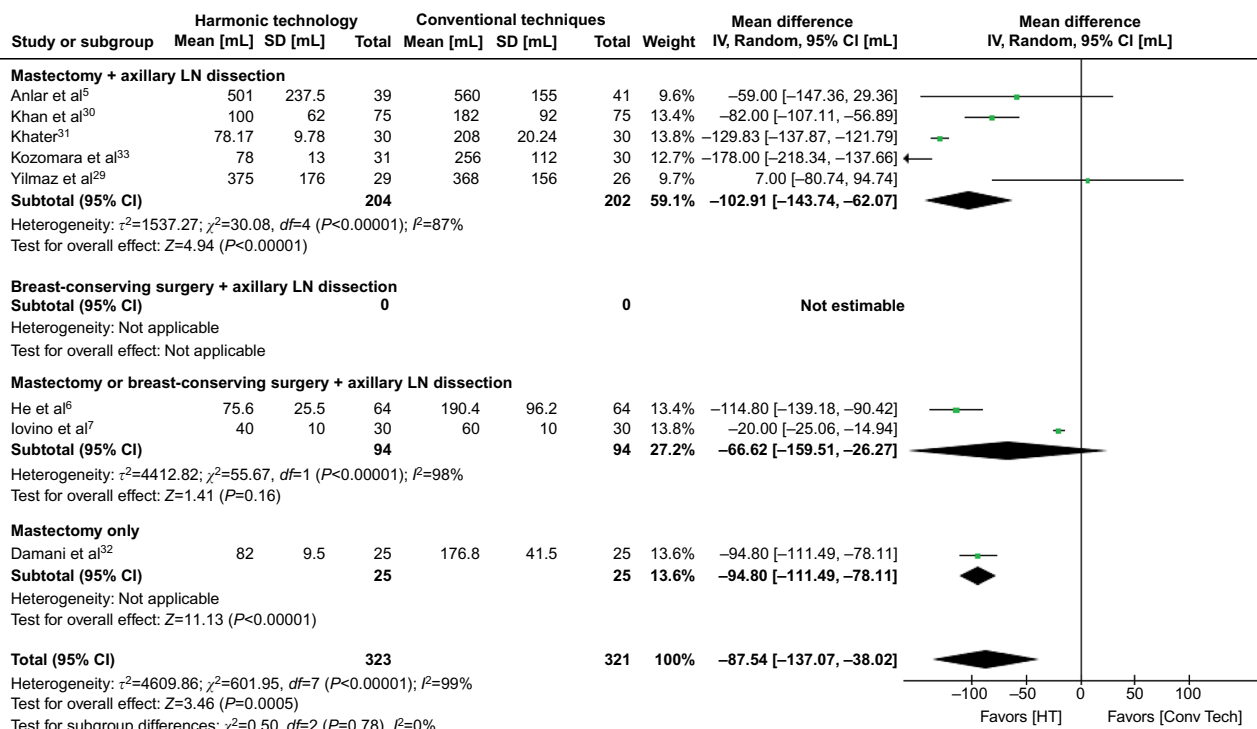 Harmonic technology Conventional techniques Mean difference Mean difference
Study or subgroup Mean [mL] SD [mL] Total Mean [mL] SD [mL] Total Weight IV, Random, 95% CI [mL] IV, Random, 95% CI [mL]
Mastectomy + axillary LN dissection
Anlar et al⁵ 501 237.5 39 560 155 41 9.6% –59.00 [–147.36, 29.36]
Khan et al³⁰ 100 62 75 182 92 75 13.4% –82.00 [–107.11, –56.89]
Khater³¹ 78.17 9.78 30 208 20.24 30 13.8% –129.83 [–137.87, –121.79]
Kozomara et al³³ 78 13 31 256 112 30 12.7% –178.00 [–218.34, –137.66]
Yilmaz et al²⁹ 375 176 29 368 156 26 9.7% 7.00 [–80.74, 94.74]
Subtotal (95% CI) 204 202 59.1% –102.91 [–143.74, –62.07]
Heterogeneity: τ²=1537.27; χ²=30.08, df=4 (P<0.00001); I²=87%
Test for overall effect: Z=4.94 (P<0.00001)
Breast-conserving surgery + axillary LN dissection
Subtotal (95% CI) 0 0 Not estimable
Heterogeneity: Not applicable
Test for overall effect: Not applicable
Mastectomy or breast-conserving surgery + axillary LN dissection
He et al⁶ 75.6 25.5 64 190.4 96.2 64 13.4% –114.80 [–139.18, –90.42]
Iovino et al⁷ 40 10 30 60 10 30 13.8% –20.00 [–25.06, –14.94]
Subtotal (95% CI) 94 94 27.2% –66.62 [–159.51, –26.27]
Heterogeneity: τ²=4412.82; χ²=55.67, df=1 (P<0.00001); I²=98%
Test for overall effect: Z=1.41 (P=0.16)
Mastectomy only
Damani et al³² 82 9.5 25 176.8 41.5 25 13.6% –94.80 [–111.49, –78.11]
Subtotal (95% CI) 25 25 13.6% –94.80 [–111.49, –78.11]
Heterogeneity: Not applicable
Test for overall effect: Z=11.13 (P<0.00001)
Total (95% CI) 323 321 100% –87.54 [–137.07, –38.02]
Heterogeneity: τ²=4609.86; χ²=601.95, df=7 (P<0.00001); I²=99%
Test for overall effect: Z=3.46 (P=0.0005)
Test for subgroup differences: χ²=0.50, df=2 (P=0.78), I²=0%
–100 –50 0 50 100
Favors [HT] Favors [Conv Tech]